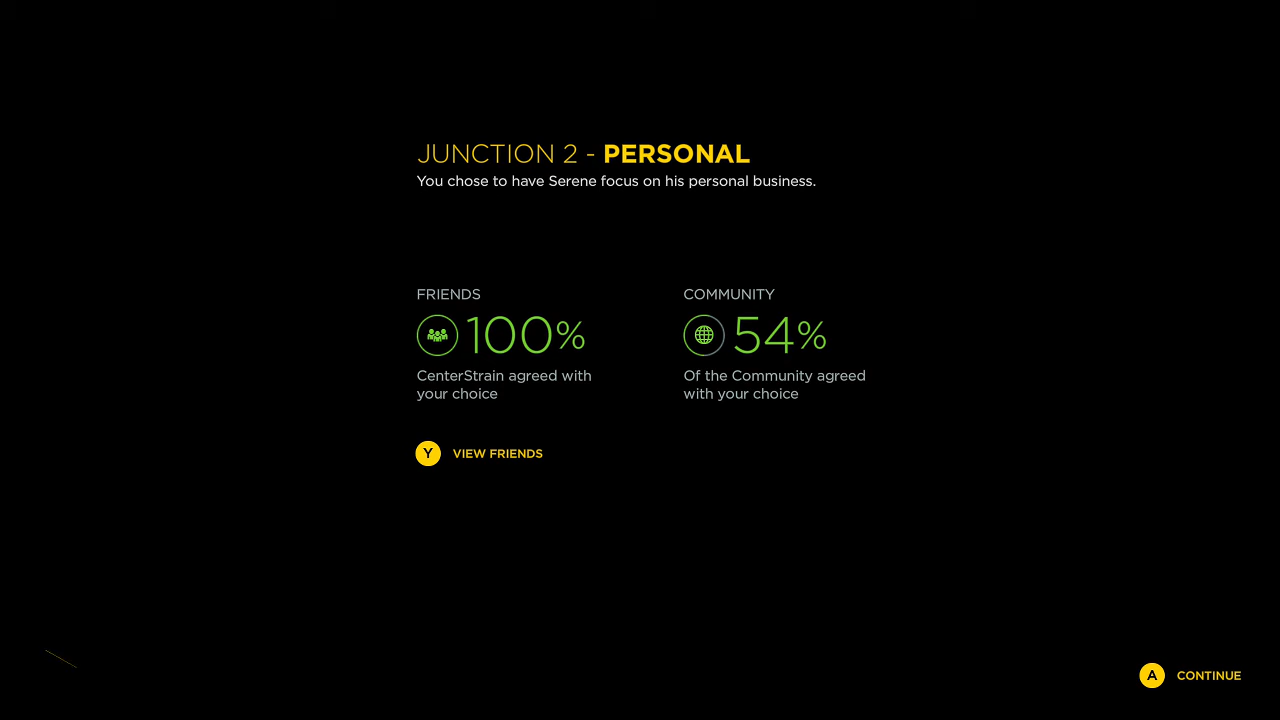 JUNCTION 2 - PERSONAL
You chose to have Serene focus on his personal business.
FRIENDS
100%
CenterStrain agreed with
your choice
COMMUNITY
54%
Of the Community agreed
with your choice
Y VIEW FRIENDS
A CONTINUE